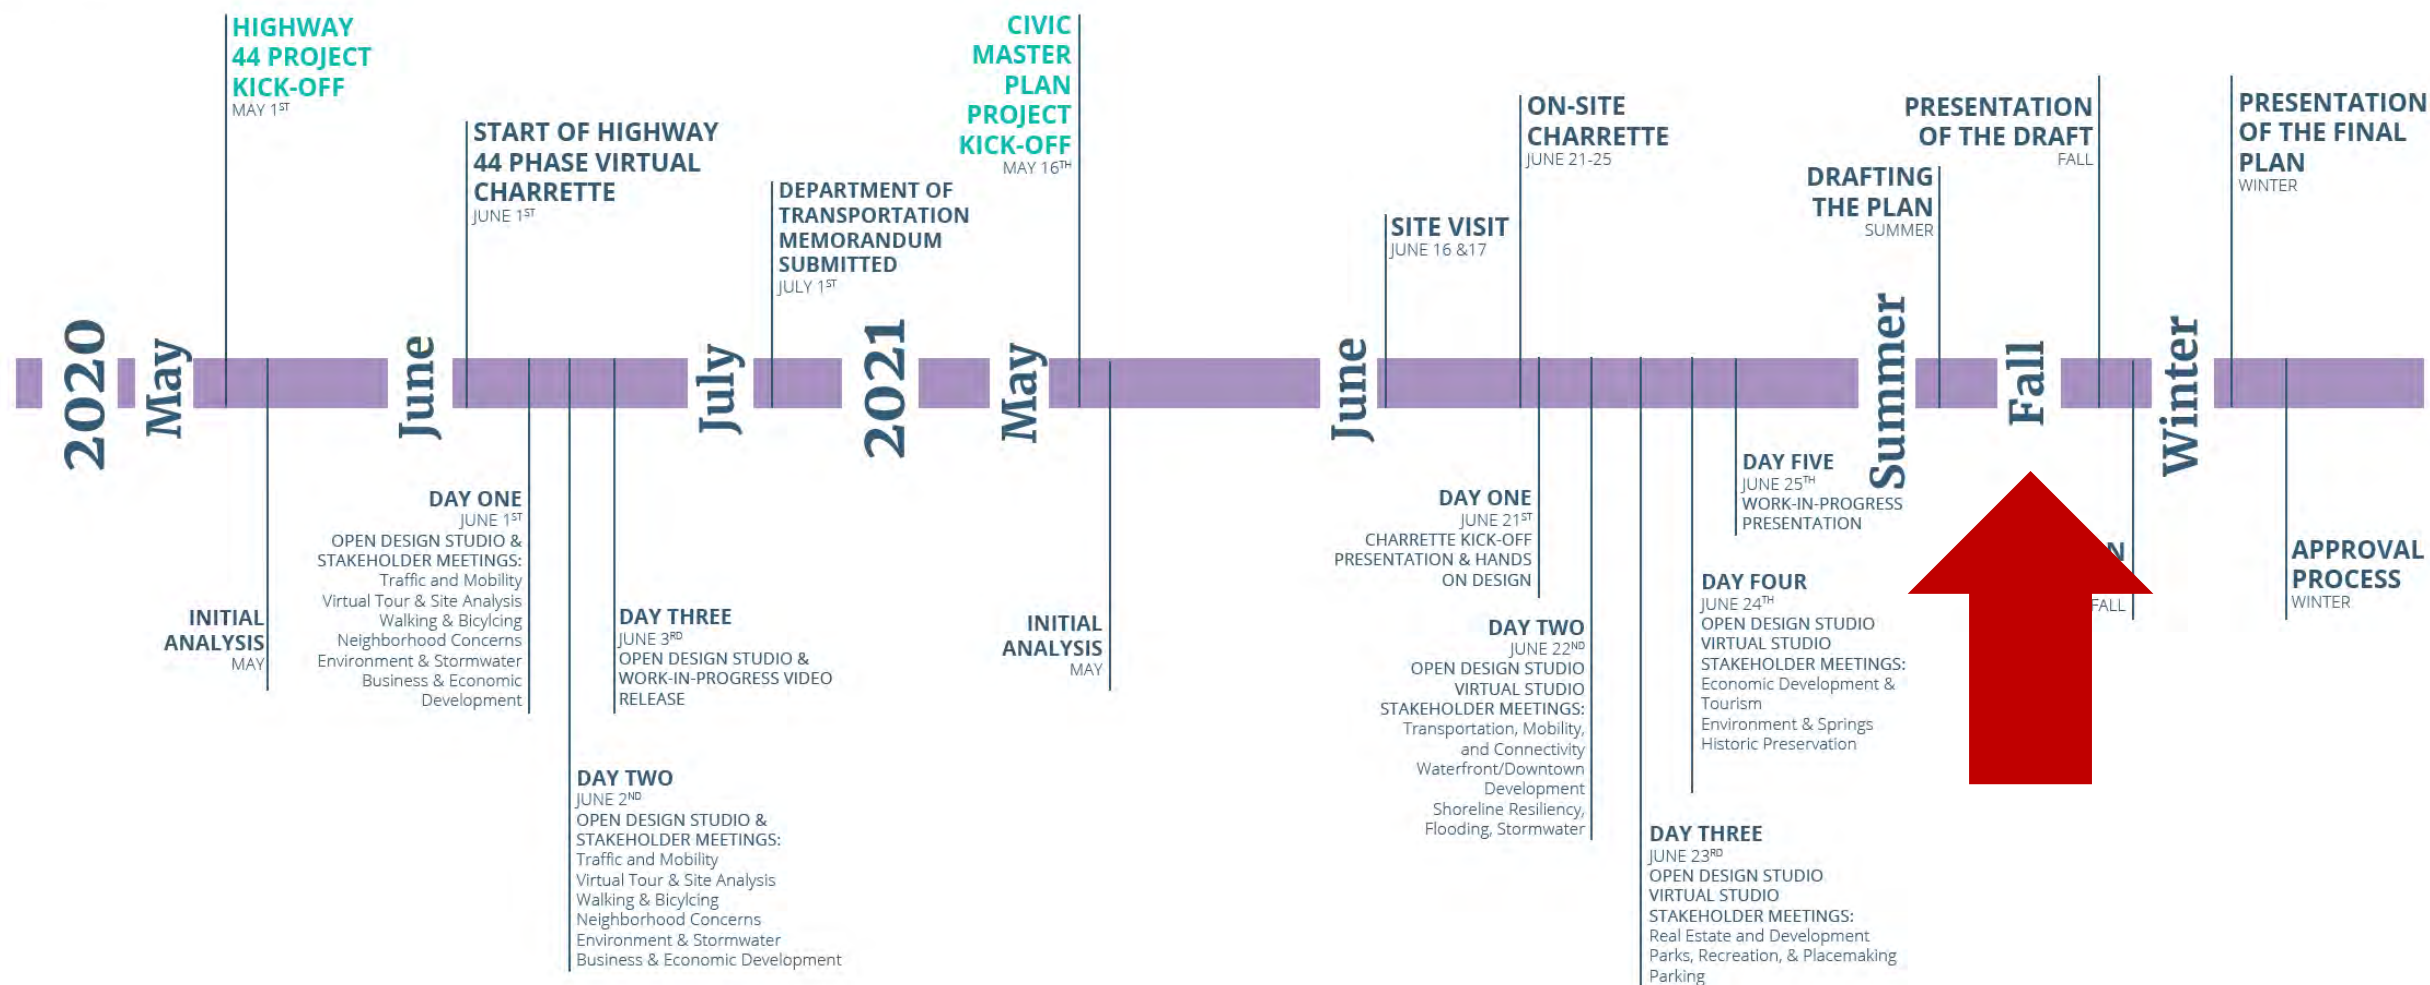 HIGHWAY
44 PROJECT
KICK-OFF
MAY 1ST
START OF HIGHWAY
44 PHASE VIRTUAL
CHARRETTE
JUNE 1ST
DEPARTMENT OF
TRANSPORTATION
MEMORANDUM
SUBMITTED
JULY 1ST
CIVIC
MASTER
PLAN
PROJECT
KICK-OFF
MAY 16TH
SITE VISIT
JUNE 16 &17
ON-SITE
CHARRETTE
JUNE 21-25
DRAFTING
THE PLAN
SUMMER
PRESENTATION
OF THE DRAFT
FALL
PRESENTATION
OF THE FINAL
PLAN
WINTER
2020
May
June
July
2021
May
June
Summer
Fall
Winter
INITIAL
ANALYSIS
MAY
DAY ONE
JUNE 1ST
OPEN DESIGN STUDIO &
STAKEHOLDER MEETINGS:
Traffic and Mobility
Virtual Tour & Site Analysis
Walking & Bicylcing
Neighborhood Concerns
Environment & Stormwater
Business & Economic
Development
DAY TWO
JUNE 2ND
OPEN DESIGN STUDIO &
STAKEHOLDER MEETINGS:
Traffic and Mobility
Virtual Tour & Site Analysis
Walking & Bicylcing
Neighborhood Concerns
Environment & Stormwater
Business & Economic Development
DAY THREE
JUNE 3RD
OPEN DESIGN STUDIO &
WORK-IN-PROGRESS VIDEO
RELEASE
INITIAL
ANALYSIS
MAY
DAY ONE
JUNE 21ST
CHARRETTE KICK-OFF
PRESENTATION & HANDS
ON DESIGN
DAY TWO
JUNE 22ND
OPEN DESIGN STUDIO
VIRTUAL STUDIO
STAKEHOLDER MEETINGS:
Transportation, Mobility,
and Connectivity
Waterfront/Downtown
Development
Shoreline Resiliency,
Flooding, Stormwater
DAY THREE
JUNE 23RD
OPEN DESIGN STUDIO
VIRTUAL STUDIO
STAKEHOLDER MEETINGS:
Real Estate and Development
Parks, Recreation, & Placemaking
Parking
DAY FOUR
JUNE 24TH
OPEN DESIGN STUDIO
VIRTUAL STUDIO
STAKEHOLDER MEETINGS:
Economic Development &
Tourism
Environment & Springs
Historic Preservation
DAY FIVE
JUNE 25TH
WORK-IN-PROGRESS
PRESENTATION
FALL
APPROVAL
PROCESS
WINTER